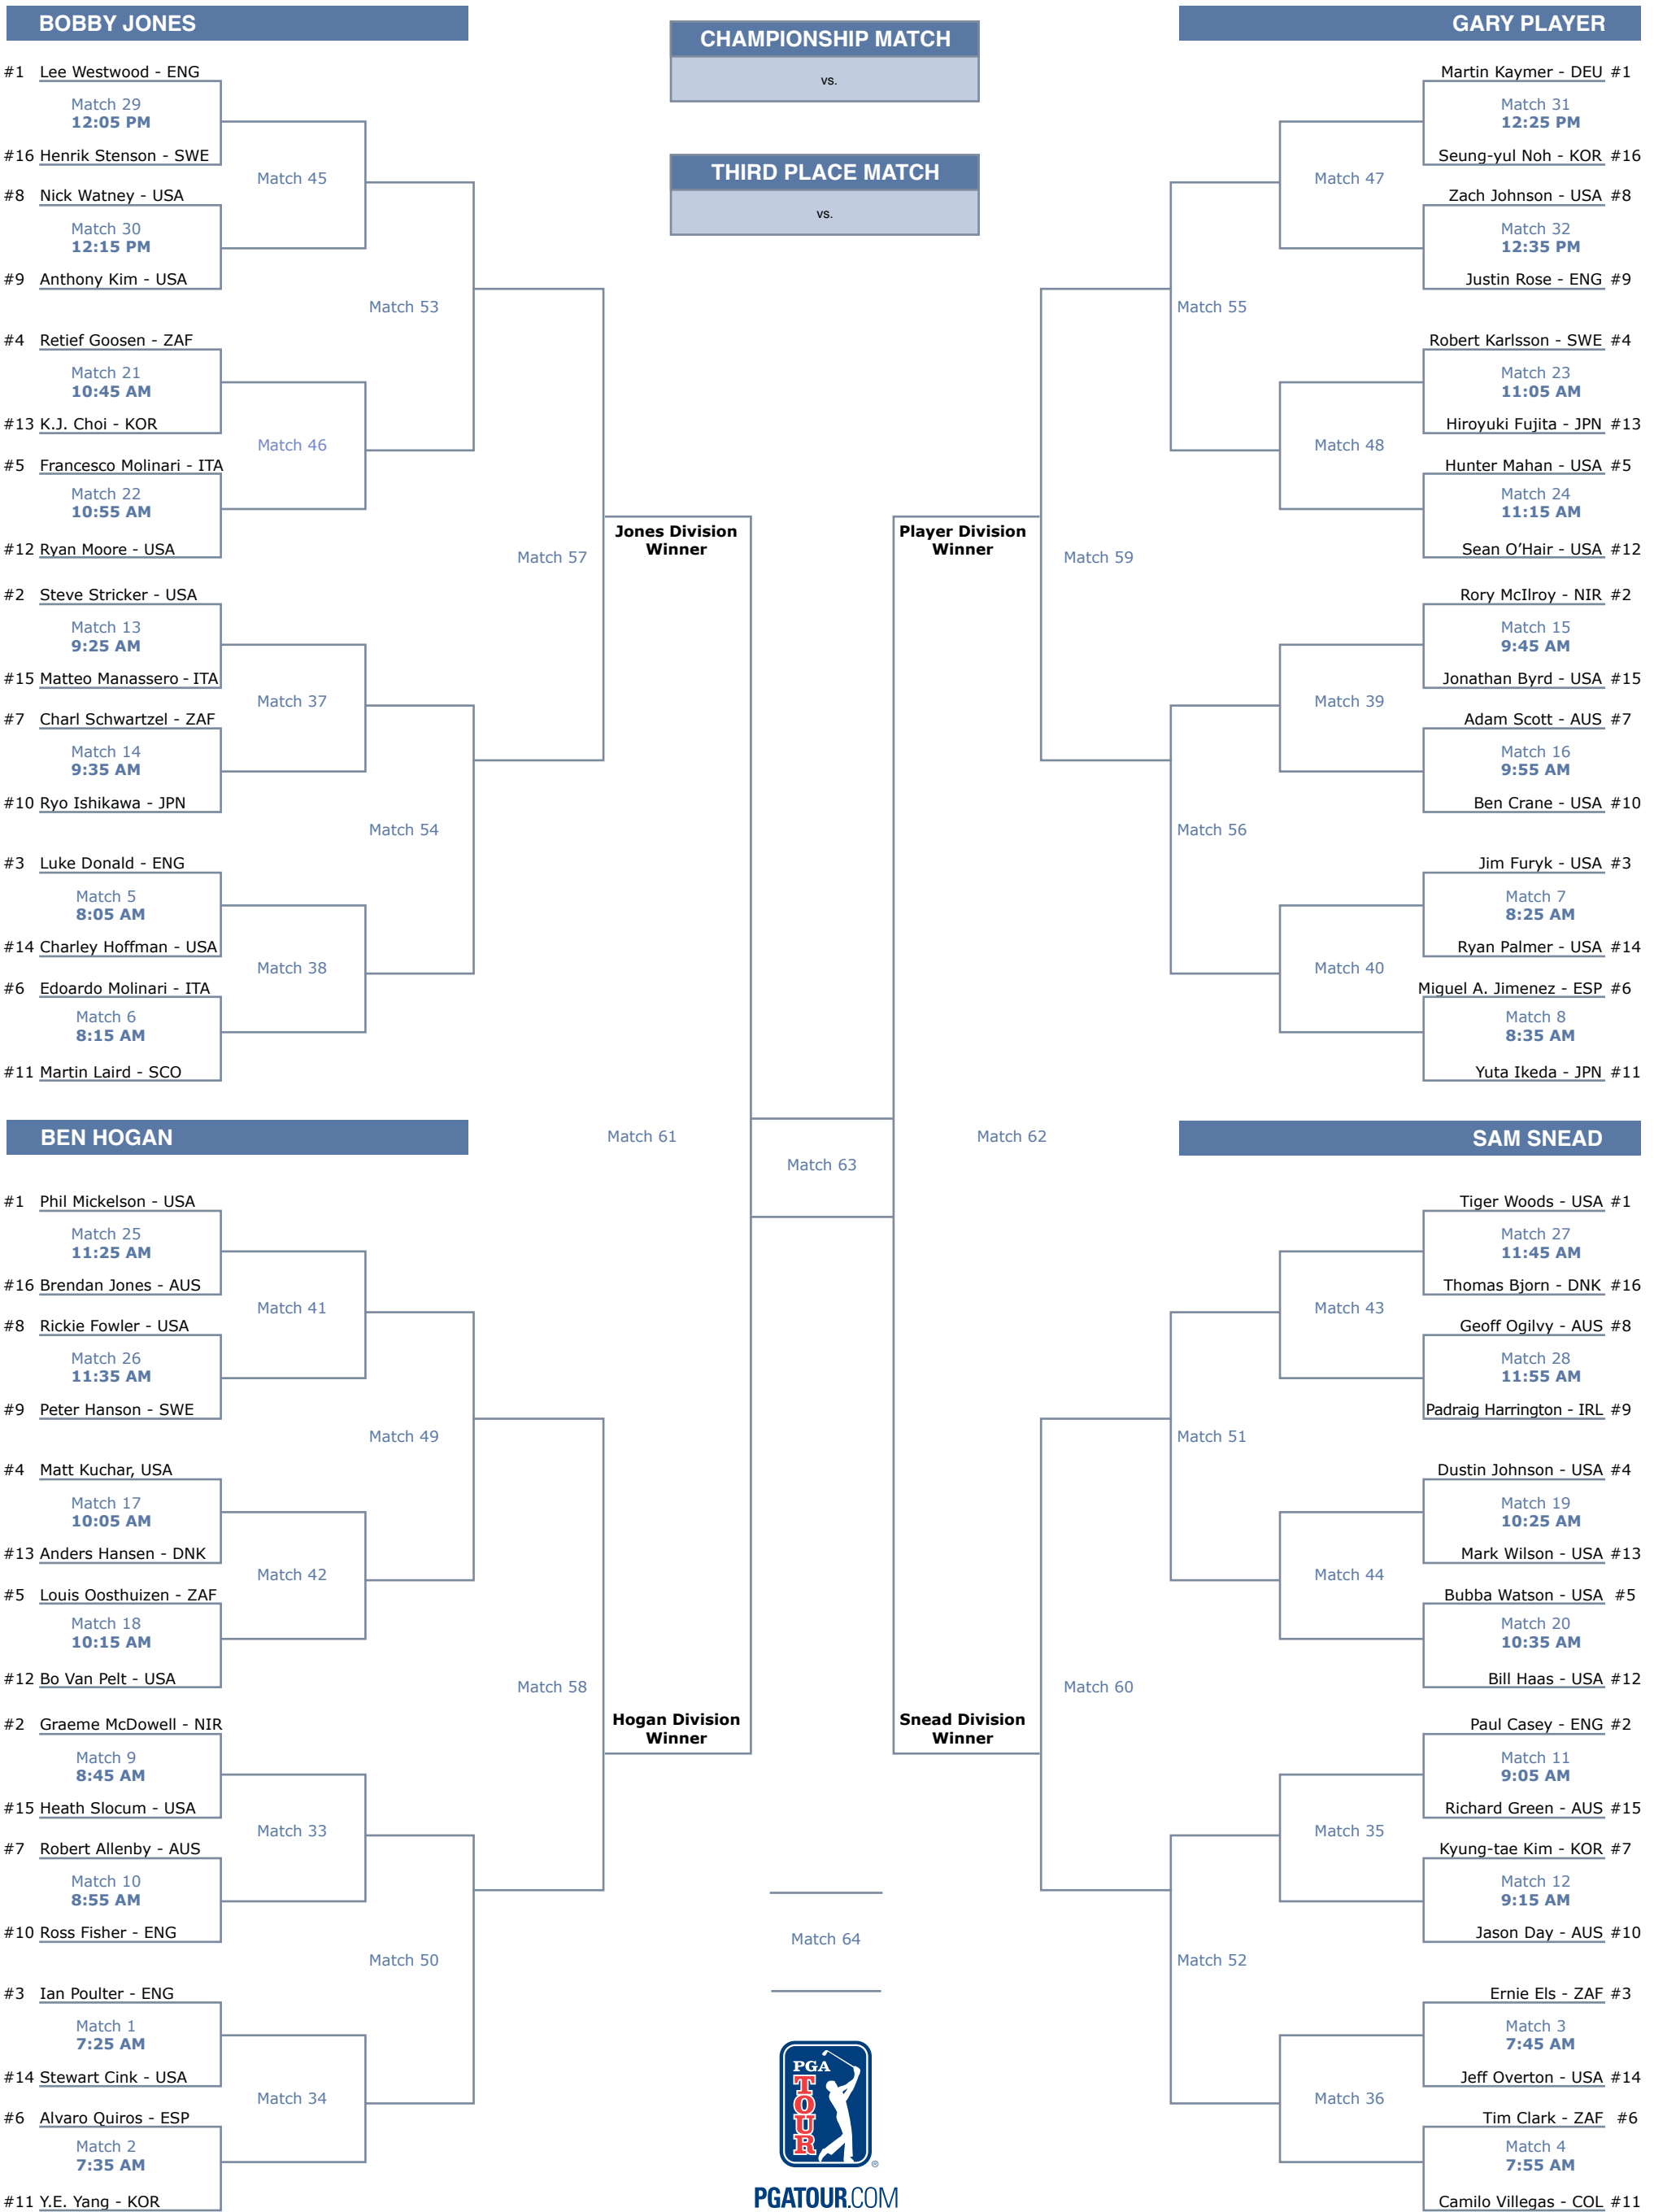 BOBBY JONES
#1 Lee Westwood - ENG
Match 29
12:05 PM
#16 Henrik Stenson - SWE
Match 45
#8 Nick Watney - USA
Match 30
12:15 PM
#9 Anthony Kim - USA
Match 53
#4 Retief Goosen - ZAF
Match 21
10:45 AM
#13 K.J. Choi - KOR
Match 46
#5 Francesco Molinari - ITA
Match 22
10:55 AM
#12 Ryan Moore - USA
Match 57
Jones Division
Winner
#2 Steve Stricker - USA
Match 13
9:25 AM
#15 Matteo Manassero - ITA
Match 37
#7 Charl Schwartzel - ZAF
Match 14
9:35 AM
#10 Ryo Ishikawa - JPN
Match 54
#3 Luke Donald - ENG
Match 5
8:05 AM
#14 Charley Hoffman - USA
Match 38
#6 Edoardo Molinari - ITA
Match 6
8:15 AM
#11 Martin Laird - SCO
CHAMPIONSHIP MATCH
vs.
THIRD PLACE MATCH
vs.
GARY PLAYER
Martin Kaymer - DEU #1
Match 31
12:25 PM
Seung-yul Noh - KOR #16
Match 47
Zach Johnson - USA #8
Match 32
12:35 PM
Justin Rose - ENG #9
Match 55
Robert Karlsson - SWE #4
Match 23
11:05 AM
Hiroyuki Fujita - JPN #13
Match 48
Hunter Mahan - USA #5
Match 24
11:15 AM
Sean O’Hair - USA #12
Player Division
Winner
Match 59
Rory McIlroy - NIR #2
Match 15
9:45 AM
Jonathan Byrd - USA #15
Match 39
Adam Scott - AUS #7
Match 16
9:55 AM
Ben Crane - USA #10
Match 56
Jim Furyk - USA #3
Match 7
8:25 AM
Ryan Palmer - USA #14
Match 40
Miguel A. Jimenez - ESP #6
Match 8
8:35 AM
Yuta Ikeda - JPN #11
Match 61
Match 63
Match 62
BEN HOGAN
#1 Phil Mickelson - USA
Match 25
11:25 AM
#16 Brendan Jones - AUS
Match 41
#8 Rickie Fowler - USA
Match 26
11:35 AM
#9 Peter Hanson - SWE
Match 49
#4 Matt Kuchar, USA
Match 17
10:05 AM
#13 Anders Hansen - DNK
Match 42
#5 Louis Oosthuizen - ZAF
Match 18
10:15 AM
#12 Bo Van Pelt - USA
Match 58
Hogan Division
Winner
#2 Graeme McDowell - NIR
Match 9
8:45 AM
#15 Heath Slocum - USA
Match 33
#7 Robert Allenby - AUS
Match 10
8:55 AM
#10 Ross Fisher - ENG
Match 50
#3 Ian Poulter - ENG
Match 1
7:25 AM
#14 Stewart Cink - USA
Match 34
#6 Alvaro Quiros - ESP
Match 2
7:35 AM
#11 Y.E. Yang - KOR
SAM SNEAD
Tiger Woods - USA #1
Match 27
11:45 AM
Thomas Bjorn - DNK #16
Match 43
Geoff Ogilvy - AUS #8
Match 28
11:55 AM
Padraig Harrington - IRL #9
Match 51
Dustin Johnson - USA #4
Match 19
10:25 AM
Mark Wilson - USA #13
Match 44
Bubba Watson - USA #5
Match 20
10:35 AM
Bill Haas - USA #12
Match 60
Snead Division
Winner
Paul Casey - ENG #2
Match 11
9:05 AM
Richard Green - AUS #15
Match 35
Kyung-tae Kim - KOR #7
Match 12
9:15 AM
Jason Day - AUS #10
Match 52
Ernie Els - ZAF #3
Match 3
7:45 AM
Jeff Overton - USA #14
Match 36
Tim Clark - ZAF #6
Match 4
7:55 AM
Camilo Villegas - COL #11
Match 64
PGA
TOUR
®
PGATOUR.COM